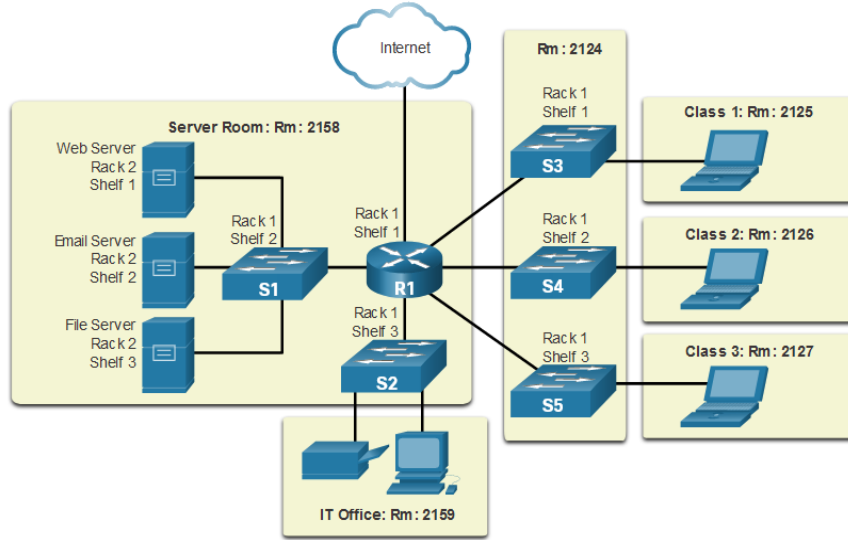 Internet
Rm: 2124
Server Room: Rm: 2158
Web Server
Rack 2
Shelf 1
Email Server
Rack 2
Shelf 2
File Server
Rack 2
Shelf 3
Rack 1
Shelf 2
S1
Rack 1
Shelf 1
R1
Rack 1
Shelf 3
S2
IT Office: Rm: 2159
Rack 1
Shelf 1
S3
Rack 1
Shelf 2
S4
Rack 1
Shelf 3
S5
Class 1: Rm: 2125
Class 2: Rm: 2126
Class 3: Rm: 2127